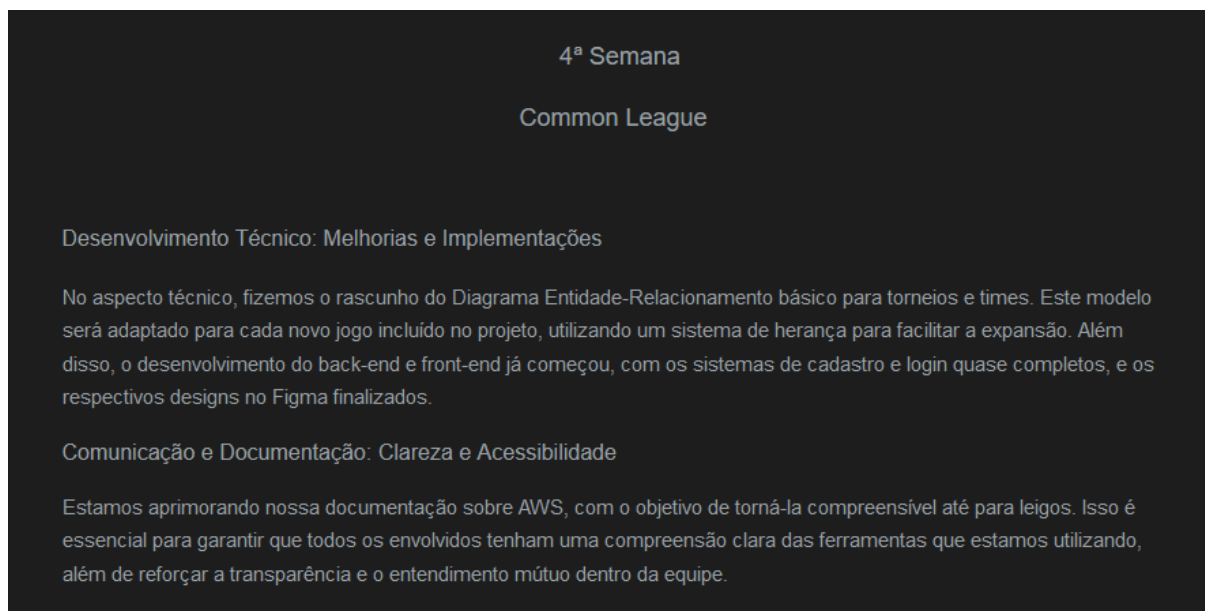 4ª Semana
Common League
Desenvolvimento Técnico: Melhorias e Implementações
No aspecto técnico, fizemos o rascunho do Diagrama Entidade-Relacionamento básico para torneios e times. Este modelo
será adaptado para cada novo jogo incluído no projeto, utilizando um sistema de herança para facilitar a expansão. Além
disso, o desenvolvimento do back-end e front-end já começou, com os sistemas de cadastro e login quase completos, e os
respectivos designs no Figma finalizados.
Comunicação e Documentação: Clareza e Acessibilidade
Estamos aprimorando nossa documentação sobre AWS, com o objetivo de torná-la compreensível até para leigos. Isso é
essencial para garantir que todos os envolvidos tenham uma compreensão clara das ferramentas que estamos utilizando,
além de reforçar a transparência e o entendimento mútuo dentro da equipe.